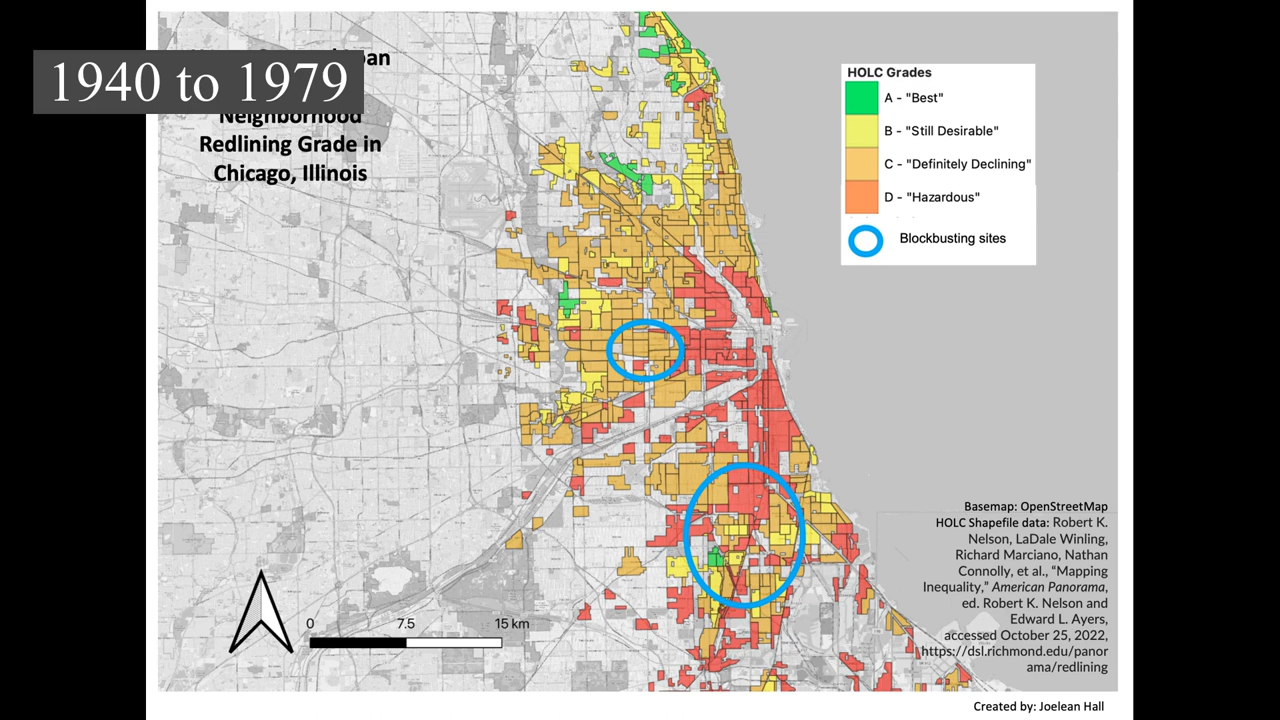 1940 to 1979
Neighborhood
Redlining Grade in
Chicago, Illinois
HOLC Grades
A - "Best"
B - "Still Desirable"
C - "Definitely Declining"
D - "Hazardous"
Blockbusting sites
0 7.5 15 km
Basemap: OpenStreetMap
HOLC Shapefile data: Robert K.
Nelson, LaDale Winling,
Richard Marciano, Nathan
Connolly, et al., “Mapping
Inequality,” American Panorama,
ed. Robert K. Nelson and
Edward L. Ayers,
accessed October 25, 2022,
https://dsl.richmond.edu/panor
ama/redlining
Created by: Joelean Hall